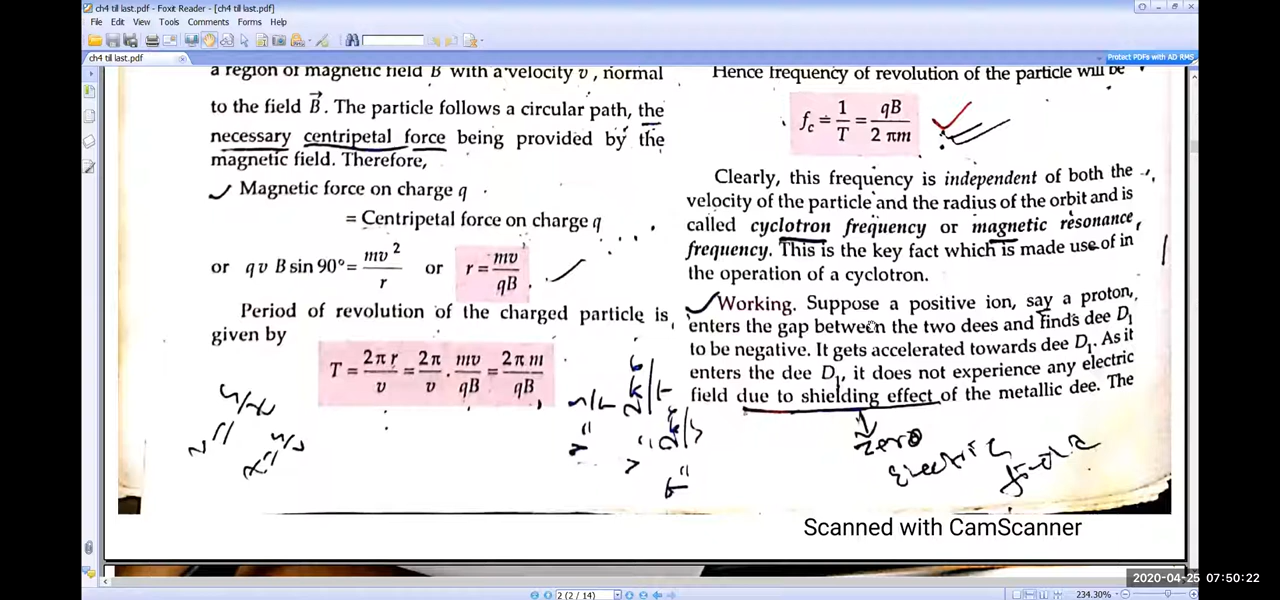 ch4 till last.pdf - Foxit Reader - [ch4 till last.pdf]
File Edit View Tools Comments Forms Help
ch4 till last.pdf
Protect PDFs with AD RMS
a region of magnetic field B with a velocity v, normal
to the field B⃗. The particle follows a circular path, the
necessary centripetal force being provided by the
magnetic field. Therefore,
Magnetic force on charge q
= Centripetal force on charge q
or qvB sin 90° = mv²/r or r = mv/qB
Period of revolution of the charged particle is
given by
T = 2πr/v = 2π/v . mv/qB = 2πm/qB
Hence frequency of revolution of the particle will be
f_c = 1/T = qB/2πm
Clearly, this frequency is independent of both the
velocity of the particle and the radius of the orbit and is
called cyclotron frequency or magnetic resonance
frequency. This is the key fact which is made use of in
the operation of a cyclotron.
Working. Suppose a positive ion, say a proton,
enters the gap between the two dees and finds dee D₁
to be negative. It gets accelerated towards dee D₁. As it
enters the dee D₁, it does not experience any electric
field due to shielding effect of the metallic dee. The
zero
electric
Scanned with CamScanner
2020-04-25 07:50:22
2 (2 / 14)
234.30%